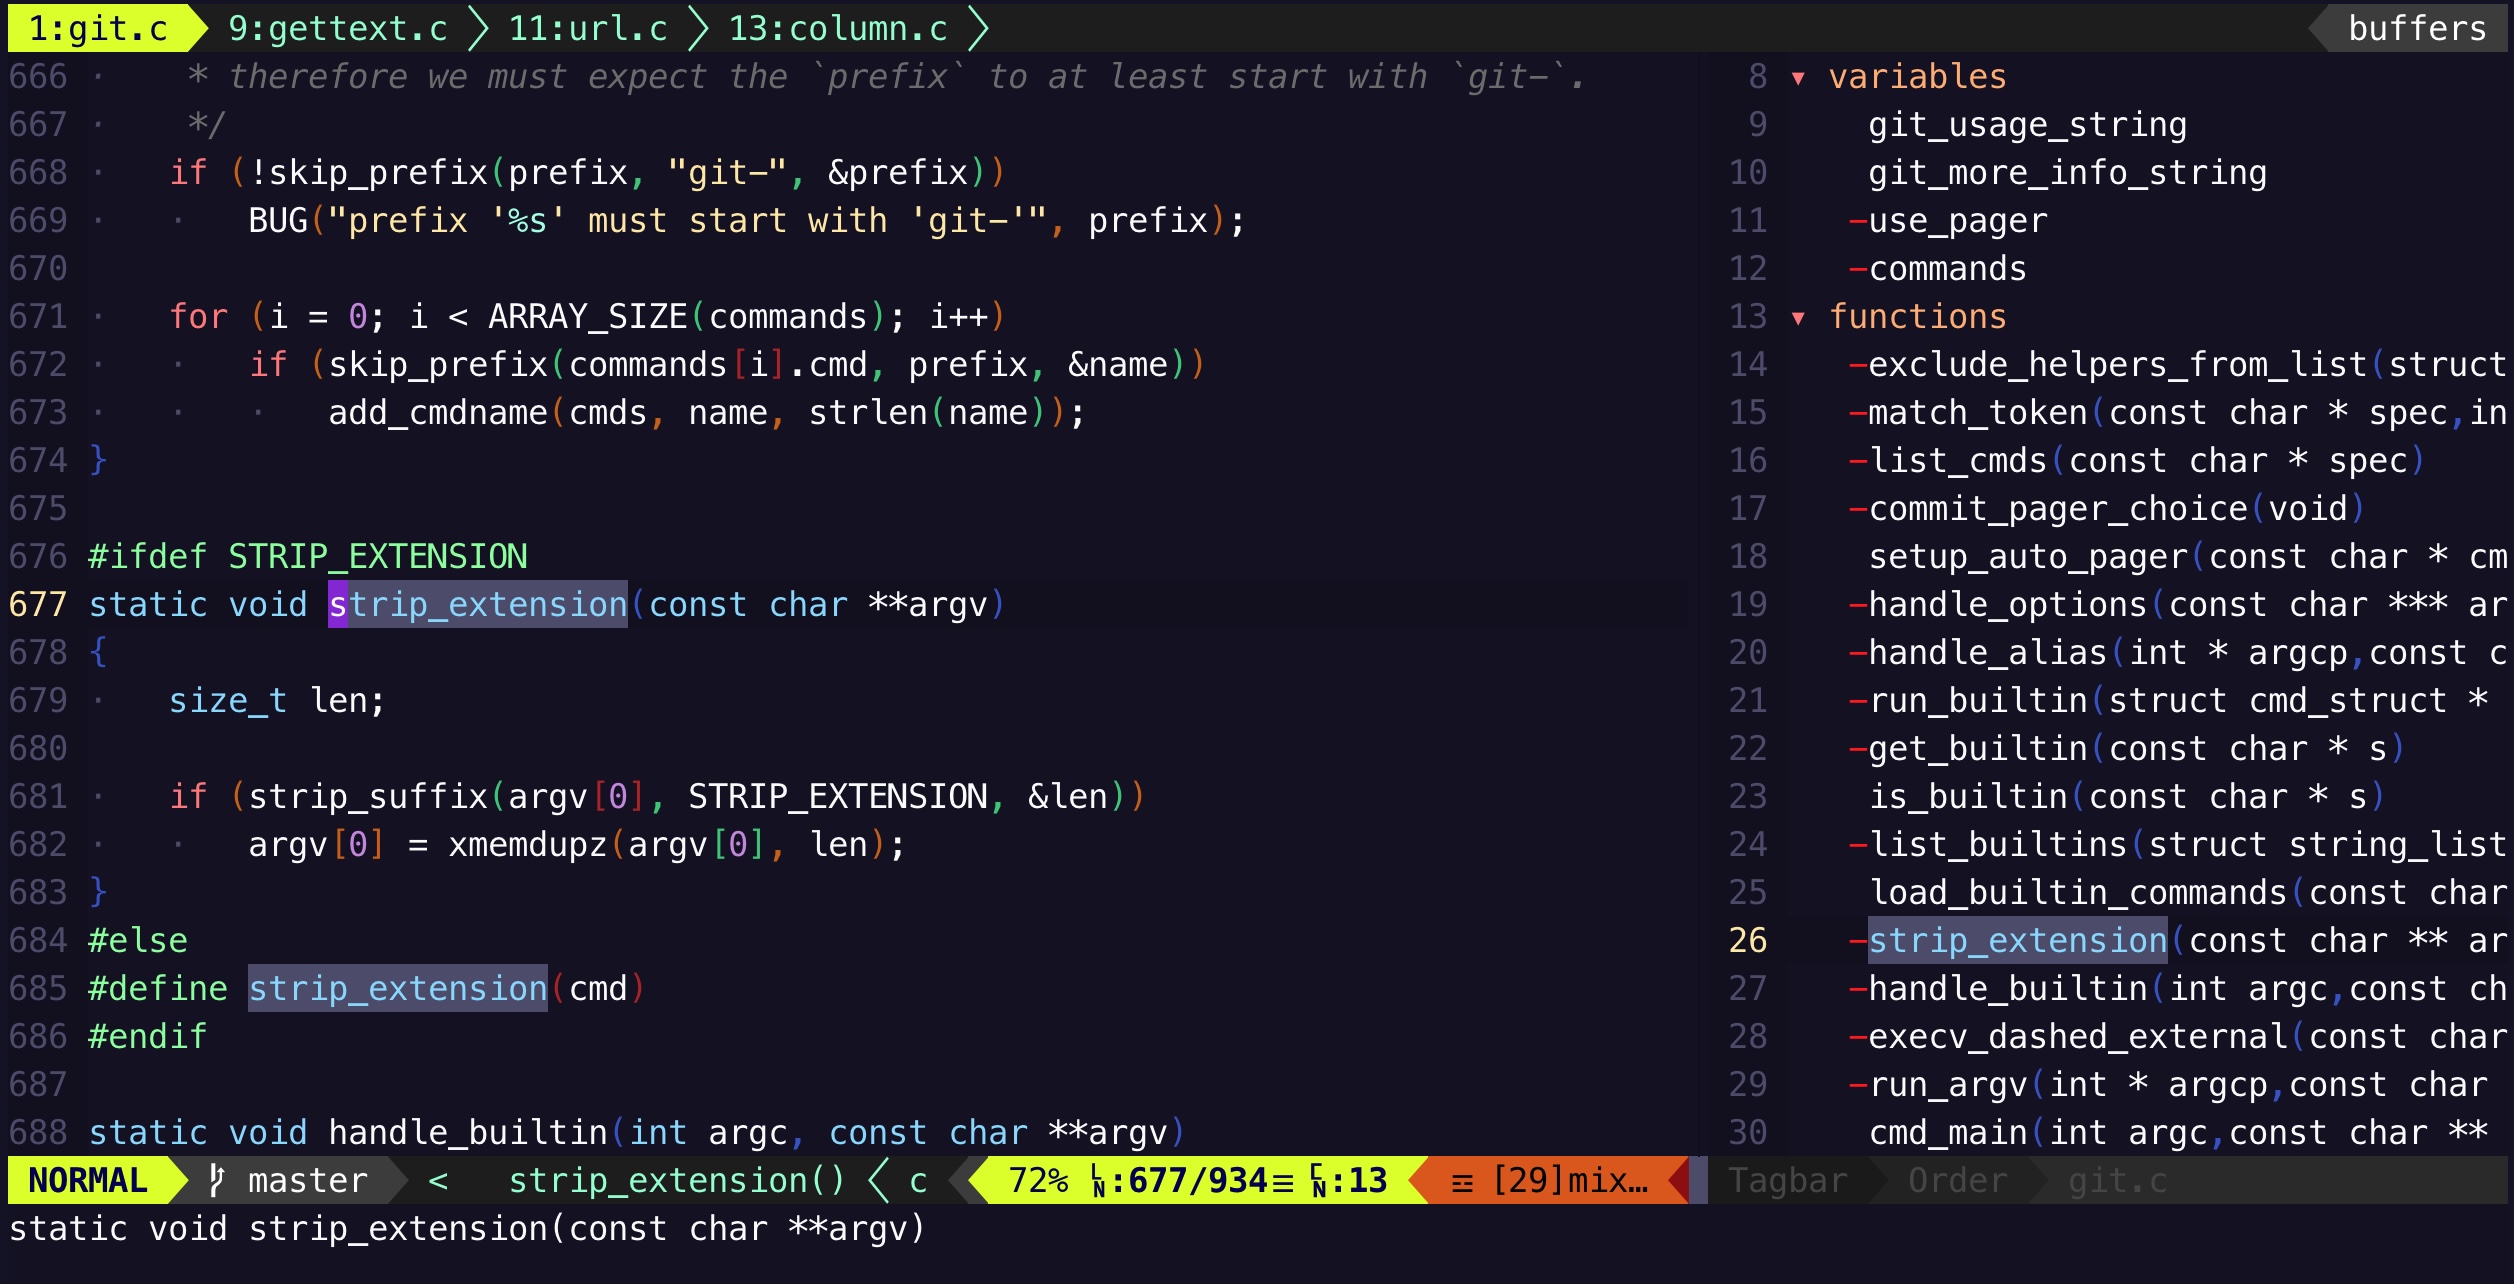 1:git.c 9:gettext.c 11:url.c 13:column.c buffers
666 · * therefore we must expect the `prefix` to at least start with `git-`.
667 · */
668 · if (!skip_prefix(prefix, "git-", &prefix))
669 · · BUG("prefix '%s' must start with 'git-'", prefix);
670
671 · for (i = 0; i < ARRAY_SIZE(commands); i++)
672 · · if (skip_prefix(commands[i].cmd, prefix, &name))
673 · · · add_cmdname(cmds, name, strlen(name));
674 }
675
676 #ifdef STRIP_EXTENSION
677 static void strip_extension(const char **argv)
678 {
679 · size_t len;
680
681 · if (strip_suffix(argv[0], STRIP_EXTENSION, &len))
682 · · argv[0] = xmemdupz(argv[0], len);
683 }
684 #else
685 #define strip_extension(cmd)
686 #endif
687
688 static void handle_builtin(int argc, const char **argv)
8 ▼ variables
9 git_usage_string
10 git_more_info_string
11 -use_pager
12 -commands
13 ▼ functions
14 -exclude_helpers_from_list(struct
15 -match_token(const char * spec,in
16 -list_cmds(const char * spec)
17 -commit_pager_choice(void)
18 setup_auto_pager(const char * cm
19 -handle_options(const char *** ar
20 -handle_alias(int * argcp,const c
21 -run_builtin(struct cmd_struct *
22 -get_builtin(const char * s)
23 is_builtin(const char * s)
24 -list_builtins(struct string_list
25 load_builtin_commands(const char
26 -strip_extension(const char ** ar
27 -handle_builtin(int argc,const ch
28 -execv_dashed_external(const char
29 -run_argv(int * argcp,const char
30 cmd_main(int argc,const char **
NORMAL master < strip_extension() c 72% LN:677/934≡ CN:13 ☲ [29]mix… Tagbar Order git.c
static void strip_extension(const char **argv)